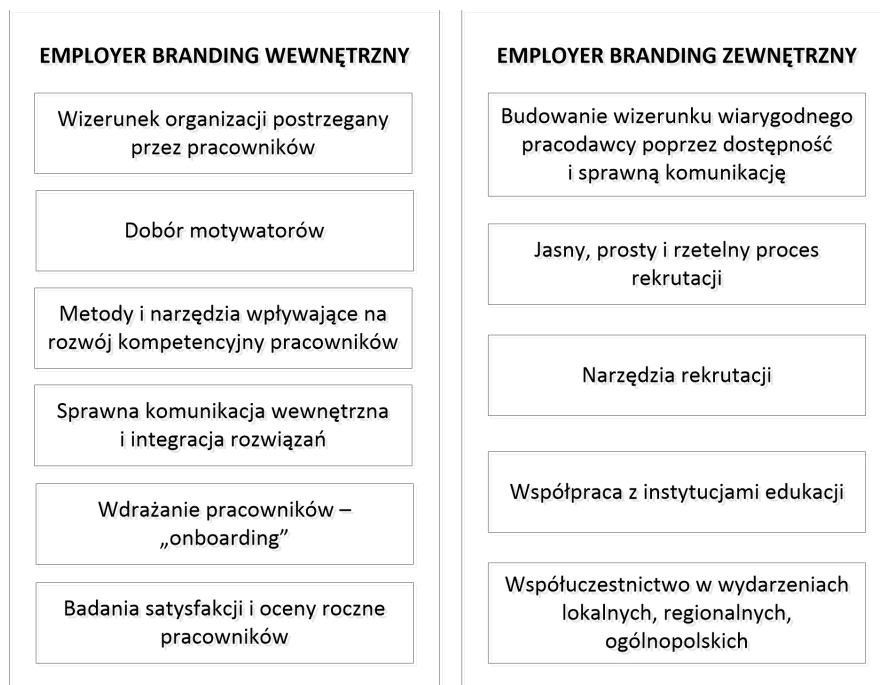 EMPLOYER BRANDING WEWNĘTRZNY
Wizerunek organizacji postrzegany
przez pracowników
Dobór motywatorów
Metody i narzędzia wpływające na
rozwój kompetencyjny pracowników
Sprawna komunikacja wewnętrzna
i integracja rozwiązań
Wdrażanie pracowników –
„onboarding”
Badania satysfakcji i oceny roczne
pracowników
EMPLOYER BRANDING ZEWNĘTRZNY
Budowanie wizerunku wiarygodnego
pracodawcy poprzez dostępność
i sprawną komunikację
Jasny, prosty i rzetelny proces
rekrutacji
Narzędzia rekrutacji
Współpraca z instytucjami edukacji
Współuczestnictwo w wydarzeniach
lokalnych, regionalnych,
ogólnopolskich